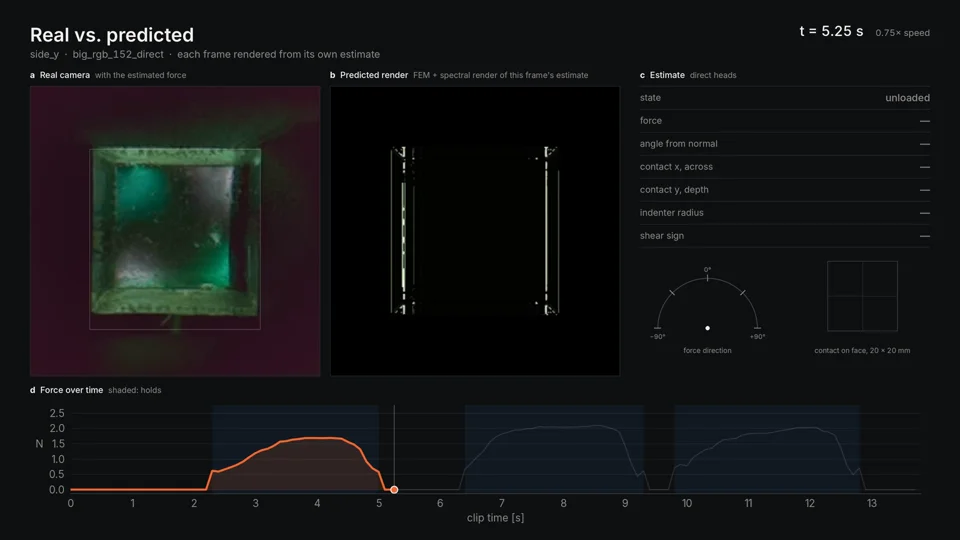 Real vs. predicted
t = 5.25 s 0.75× speed
side_y · big_rgb_152_direct · each frame rendered from its own estimate
a Real camera with the estimated force
b Predicted render FEM + spectral render of this frame's estimate
c Estimate direct heads
state unloaded
force —
angle from normal —
contact x, across —
contact y, depth —
indenter radius —
shear sign —
0°
−90° +90°
force direction
contact on face, 20 × 20 mm
d Force over time shaded: holds
2.5
2.0
N 1.5
1.0
0.5
0.0
0 1 2 3 4 5 6 7 8 9 10 11 12 13
clip time [s]